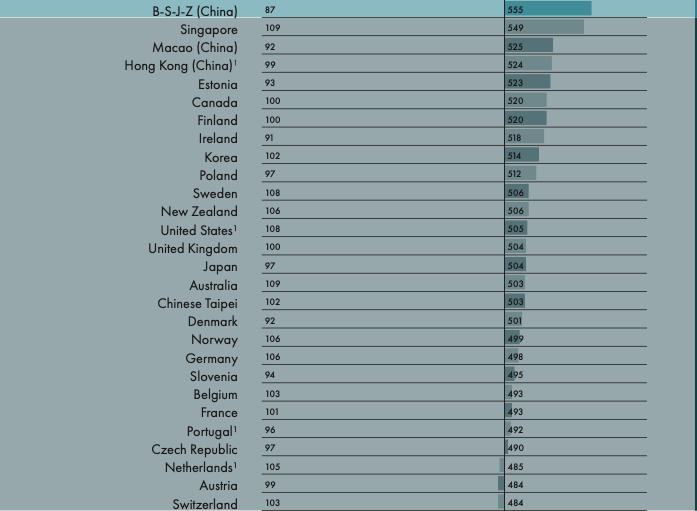 B-S-J-Z (China) 87 555
Singapore 109 549
Macao (China) 92 525
Hong Kong (China)¹ 99 524
Estonia 93 523
Canada 100 520
Finland 100 520
Ireland 91 518
Korea 102 514
Poland 97 512
Sweden 108 506
New Zealand 106 506
United States¹ 108 505
United Kingdom 100 504
Japan 97 504
Australia 109 503
Chinese Taipei 102 503
Denmark 92 501
Norway 106 499
Germany 106 498
Slovenia 94 495
Belgium 103 493
France 101 493
Portugal¹ 96 492
Czech Republic 97 490
Netherlands¹ 105 485
Austria 99 484
Switzerland 103 484